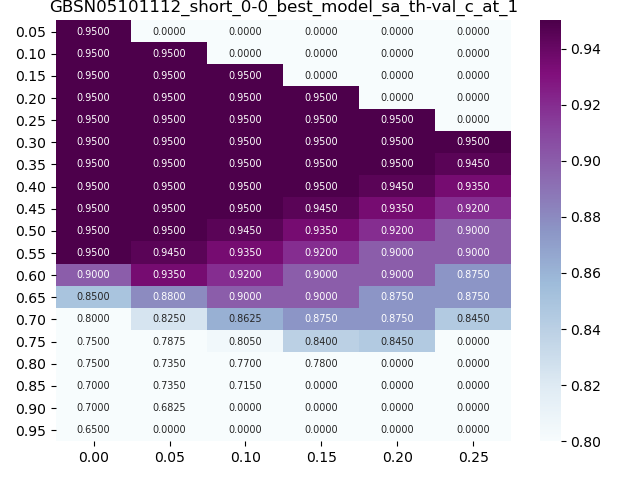 GBSN05101112_short_0-0_best_model_sa_th-val_c_at_1
0.05 0.9500 0.0000 0.0000 0.0000 0.0000 0.0000
0.10 0.9500 0.9500 0.0000 0.0000 0.0000 0.0000
0.15 0.9500 0.9500 0.9500 0.0000 0.0000 0.0000
0.20 0.9500 0.9500 0.9500 0.9500 0.0000 0.0000
0.25 0.9500 0.9500 0.9500 0.9500 0.9500 0.0000
0.30 0.9500 0.9500 0.9500 0.9500 0.9500 0.9500
0.35 0.9500 0.9500 0.9500 0.9500 0.9500 0.9450
0.40 0.9500 0.9500 0.9500 0.9500 0.9450 0.9350
0.45 0.9500 0.9500 0.9500 0.9450 0.9350 0.9200
0.50 0.9500 0.9500 0.9450 0.9350 0.9200 0.9000
0.55 0.9500 0.9450 0.9350 0.9200 0.9000 0.9000
0.60 0.9000 0.9350 0.9200 0.9000 0.9000 0.8750
0.65 0.8500 0.8800 0.9000 0.9000 0.8750 0.8750
0.70 0.8000 0.8250 0.8625 0.8750 0.8750 0.8450
0.75 0.7500 0.7875 0.8050 0.8400 0.8450 0.0000
0.80 0.7500 0.7350 0.7700 0.7800 0.0000 0.0000
0.85 0.7000 0.7350 0.7150 0.0000 0.0000 0.0000
0.90 0.7000 0.6825 0.0000 0.0000 0.0000 0.0000
0.95 0.6500 0.0000 0.0000 0.0000 0.0000 0.0000
0.00 0.05 0.10 0.15 0.20 0.25
0.94
0.92
0.90
0.88
0.86
0.84
0.82
0.80